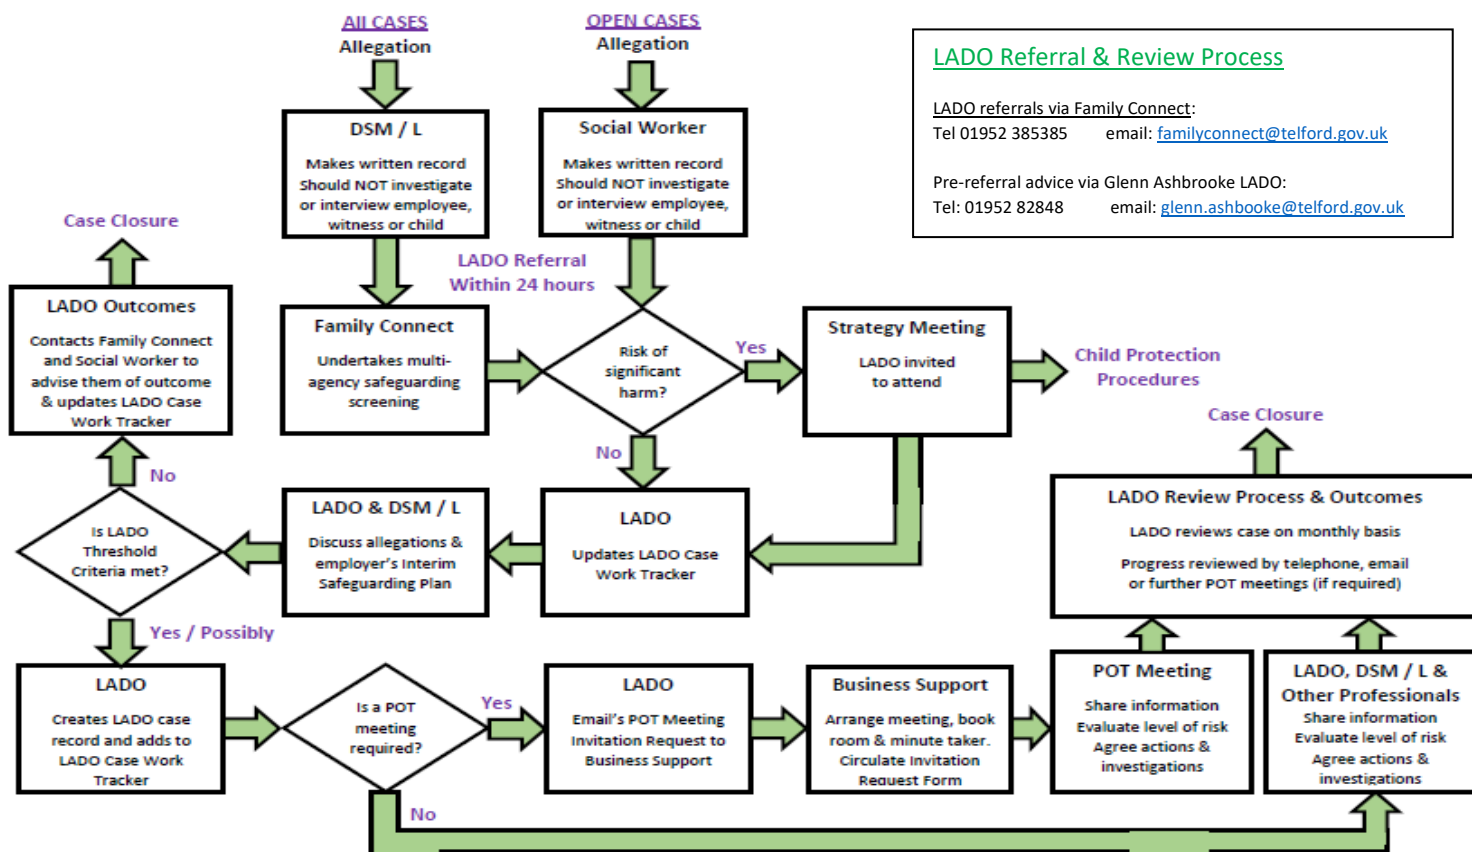 All CASES
Allegation
OPEN CASES
Allegation
LADO Referral & Review Process
LADO referrals via Family Connect:
Tel 01952 385385 email: familyconnect@telford.gov.uk
Pre-referral advice via Glenn Ashbrooke LADO:
Tel: 01952 82848 email: glenn.ashbooke@telford.gov.uk
DSM / L
Makes written record
Should NOT investigate
or interview employee,
witness or child
Social Worker
Makes written record
Should NOT investigate
or interview employee,
witness or child
LADO Referral
Within 24 hours
Case Closure
LADO Outcomes
Contacts Family Connect
and Social Worker to
advise them of outcome
& updates LADO Case
Work Tracker
Family Connect
Undertakes multi-
agency safeguarding
screening
Risk of
significant
harm?
Yes
Strategy Meeting
LADO invited
to attend
Child Protection
Procedures
No
No
Is LADO
Threshold
Criteria met?
LADO & DSM / L
Discuss allegations &
employer's Interim
Safeguarding Plan
LADO
Updates LADO Case
Work Tracker
Case Closure
LADO Review Process & Outcomes
LADO reviews case on monthly basis
Progress reviewed by telephone, email
or further POT meetings (if required)
Yes / Possibly
LADO
Creates LADO case
record and adds to
LADO Case Work
Tracker
Is a POT
meeting
required?
Yes
LADO
Email's POT Meeting
Invitation Request to
Business Support
Business Support
Arrange meeting, book
room & minute taker.
Circulate Invitation
Request Form
POT Meeting
Share information
Evaluate level of risk
Agree actions &
investigations
LADO, DSM / L &
Other Professionals
Share information
Evaluate level of risk
Agree actions &
investigations
No